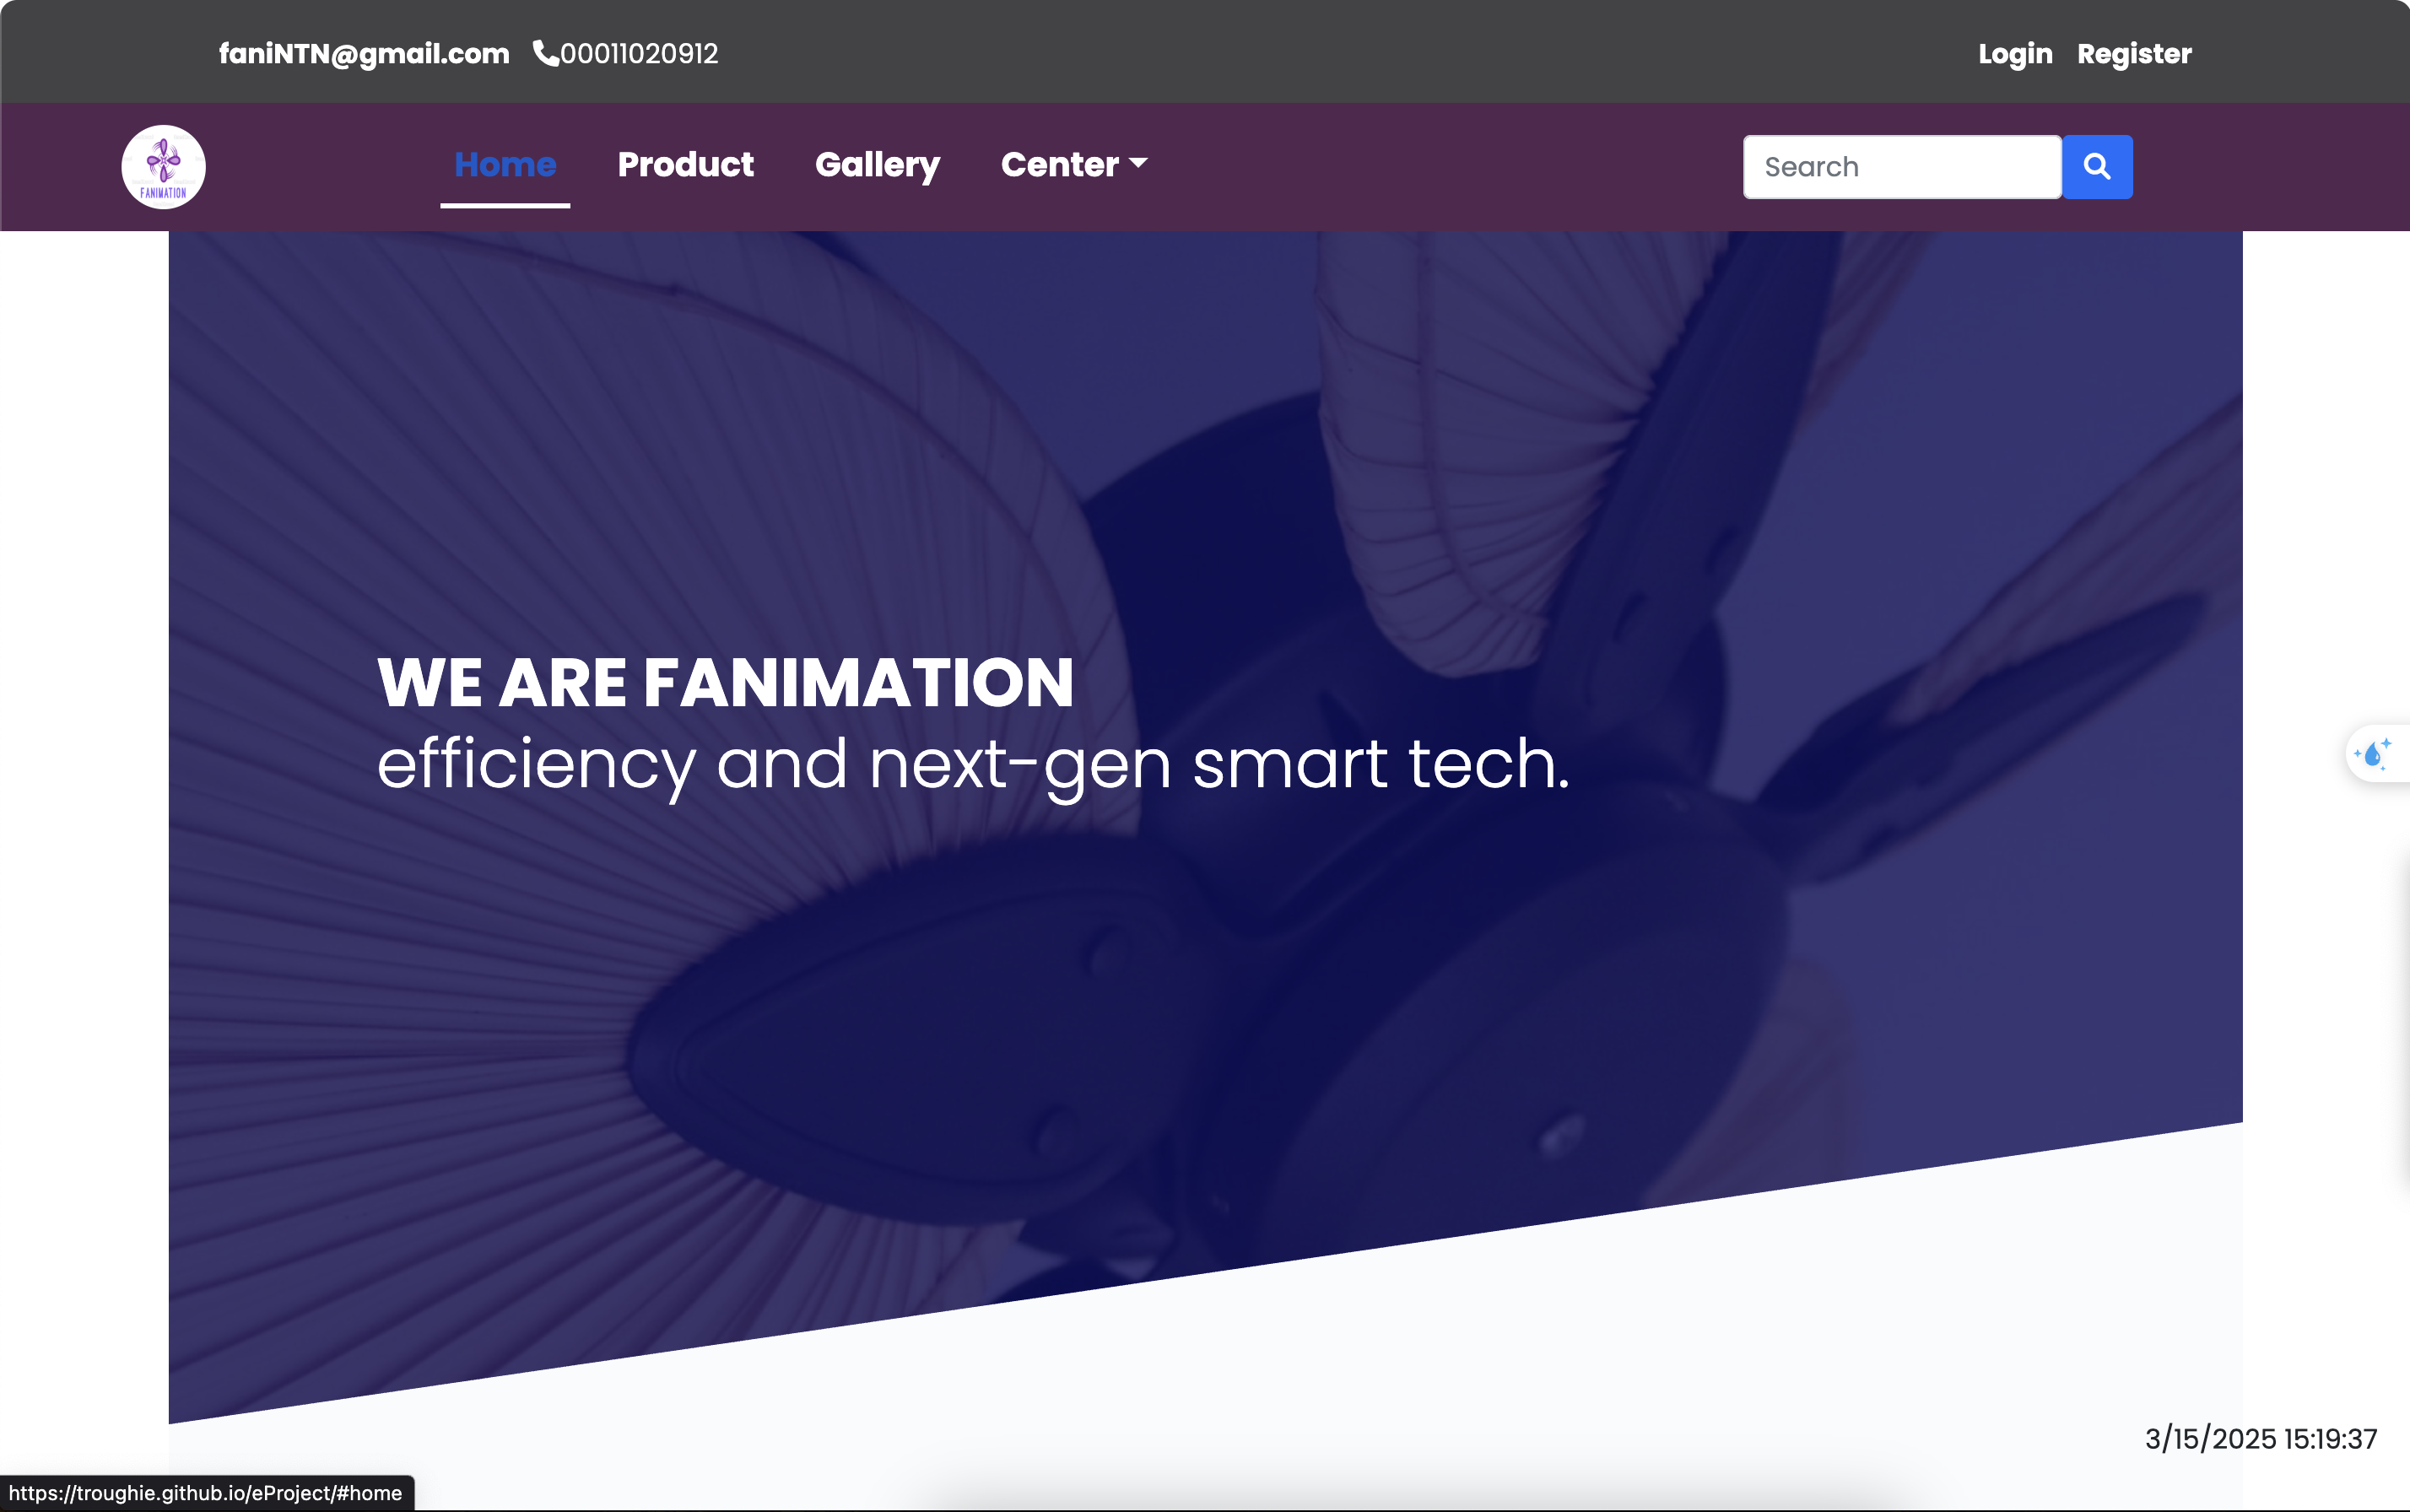 faniNTN@gmail.com 00011020912 Login Register
FANIMATION
Home Product Gallery Center Search
WE ARE FANIMATION
efficiency and next-gen smart tech.
3/15/2025 15:19:37
https://troughie.github.io/eProject/#home